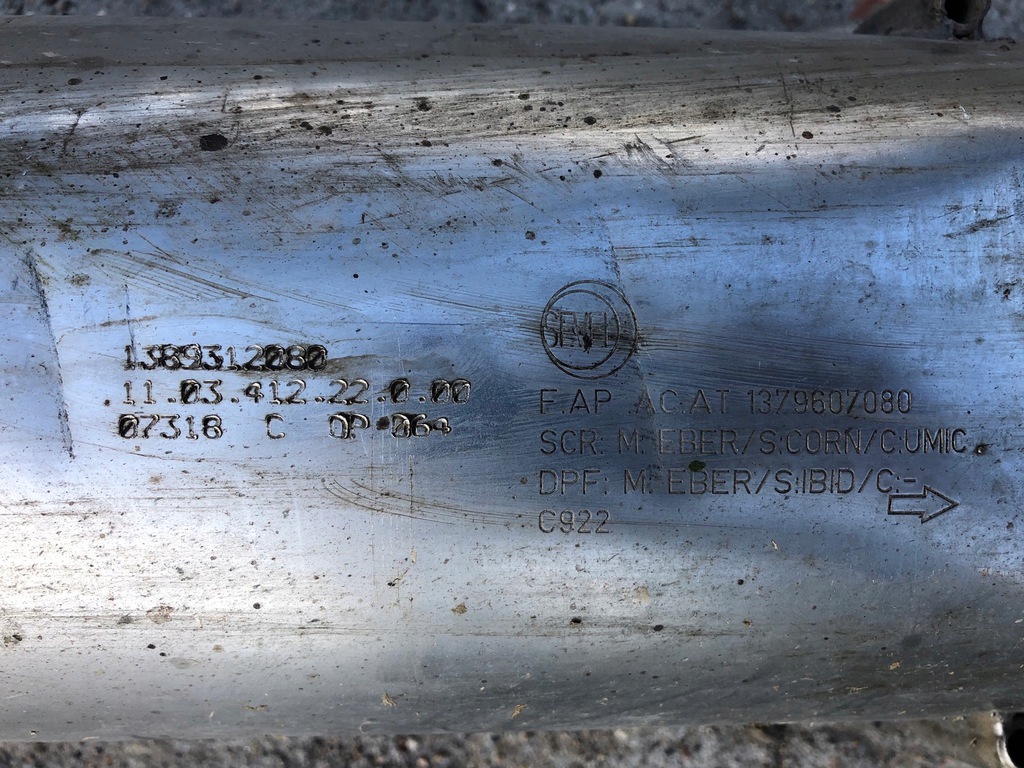 1389312080
11.03.412.22.0.00
07318 C DP 064
SEVEL
F.AP .AC.AT 1379607080
SCR: M: EBER/S:CORN/C:UMIC
DPF: M: EBER/S:IBID/C:-
C922